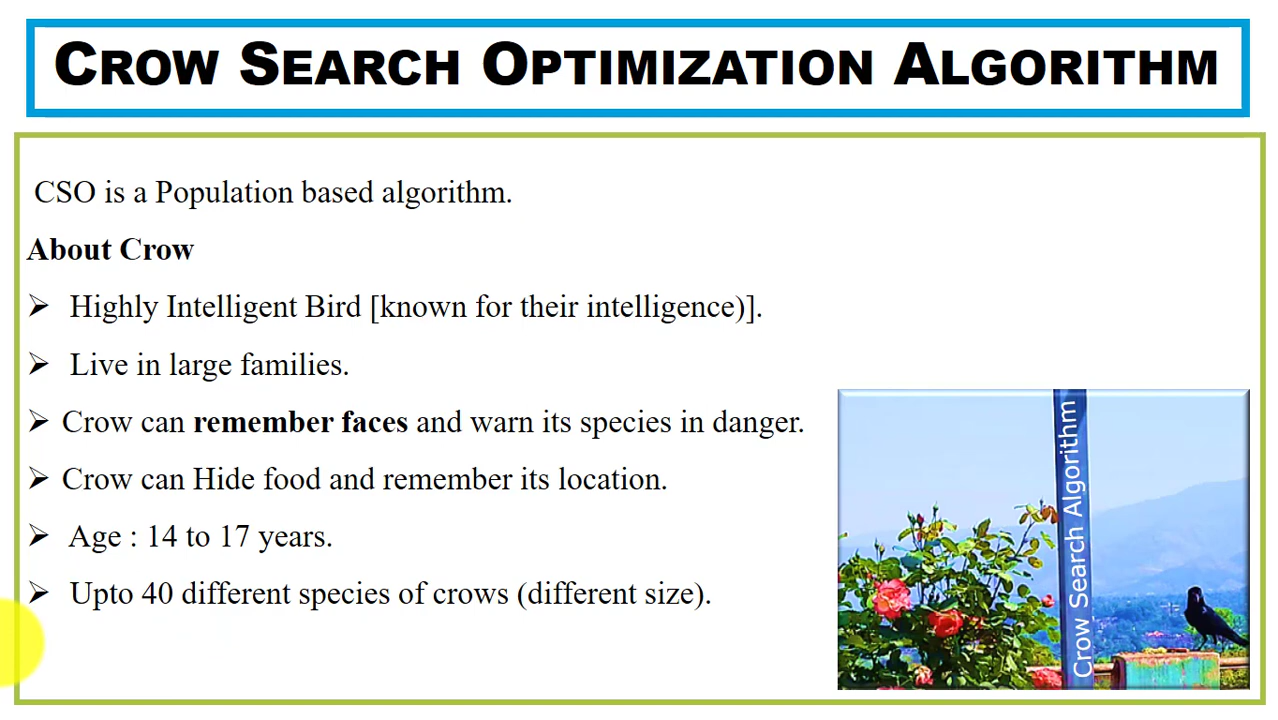 CROW SEARCH OPTIMIZATION ALGORITHM
CSO is a Population based algorithm.
About Crow
➢ Highly Intelligent Bird [known for their intelligence)].
➢ Live in large families.
➢ Crow can remember faces and warn its species in danger.
➢ Crow can Hide food and remember its location.
➢ Age : 14 to 17 years.
➢ Upto 40 different species of crows (different size).
Crow Search Algorithm